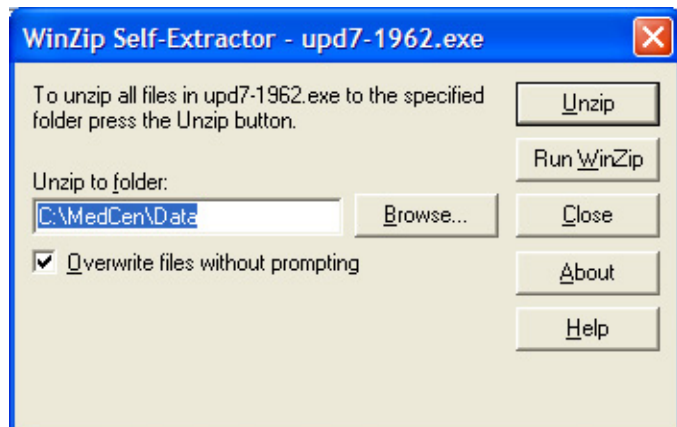 WinZip Self-Extractor - upd7-1962.exe
To unzip all files in upd7-1962.exe to the specified
folder press the Unzip button.
Unzip to folder:
C:\MedCen\Data
Browse...
Overwrite files without prompting
Unzip
Run WinZip
Close
About
Help